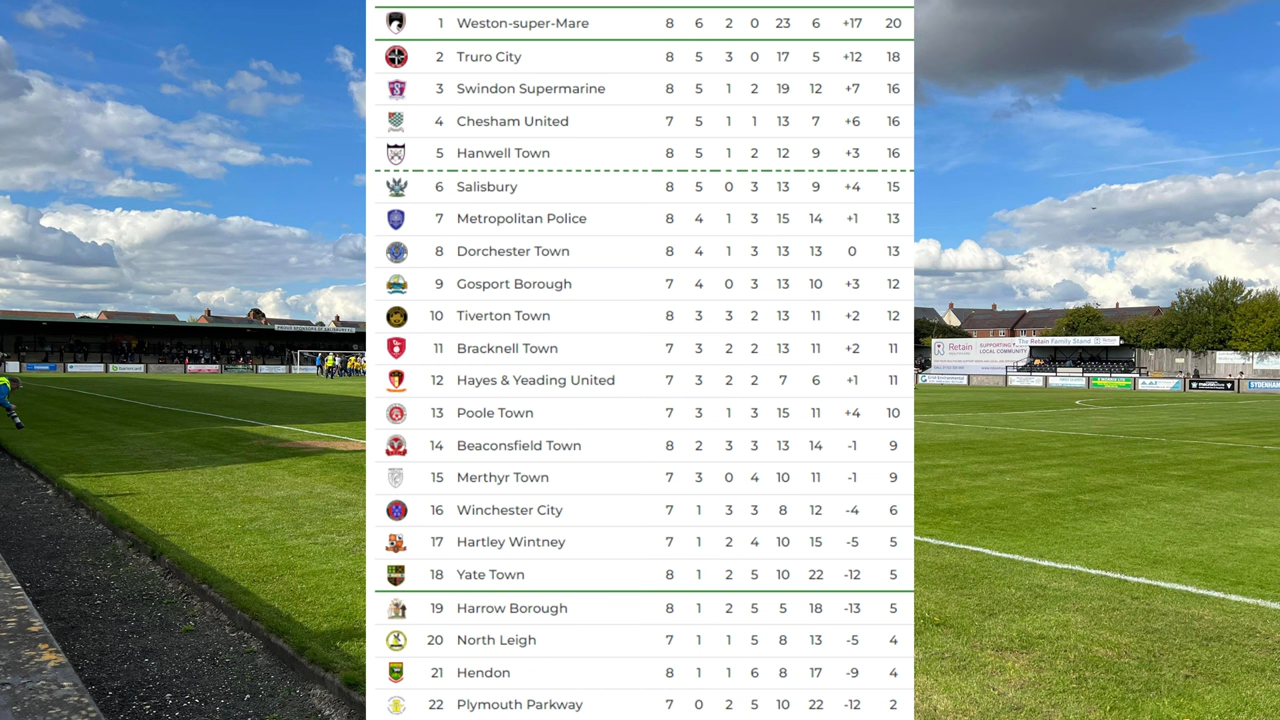 1 Weston-super-Mare 8 6 2 0 23 6 +17 20
2 Truro City 8 5 3 0 17 5 +12 18
3 Swindon Supermarine 8 5 1 2 19 12 +7 16
4 Chesham United 7 5 1 1 13 7 +6 16
5 Hanwell Town 8 5 1 2 12 9 +3 16
6 Salisbury 8 5 0 3 13 9 +4 15
7 Metropolitan Police 8 4 1 3 15 14 +1 13
8 Dorchester Town 8 4 1 3 13 13 0 13
9 Gosport Borough 7 4 0 3 13 10 +3 12
10 Tiverton Town 8 3 3 2 13 11 +2 12
11 Backnell Town 7 3 2 2 13 11 +2 11
12 Hayes & Yeading United 7 3 2 2 7 6 +1 11
13 Poole Town 7 3 1 3 15 11 +4 10
14 Beaconsfield Town 8 2 3 3 13 14 -1 9
15 Merthyr Town 7 3 0 4 10 11 -1 9
16 Winchester City 7 1 3 3 8 12 -4 6
17 Hartley Wintney 7 1 2 4 10 15 -5 5
18 Yate Town 8 1 2 5 10 22 -12 5
19 Harrow Borough 8 1 2 5 5 18 -13 5
20 North Leigh 7 1 1 5 8 13 -5 4
21 Hendon 8 1 1 6 8 17 -9 4
22 Plymouth Parkway 7 0 2 5 10 22 -12 2
PROUD SPONSORS OF SALISBURY F.C.
Retain
SUPPORTING
LOCAL COMMUNITY
The Retain Family Stand
SYDENHAM